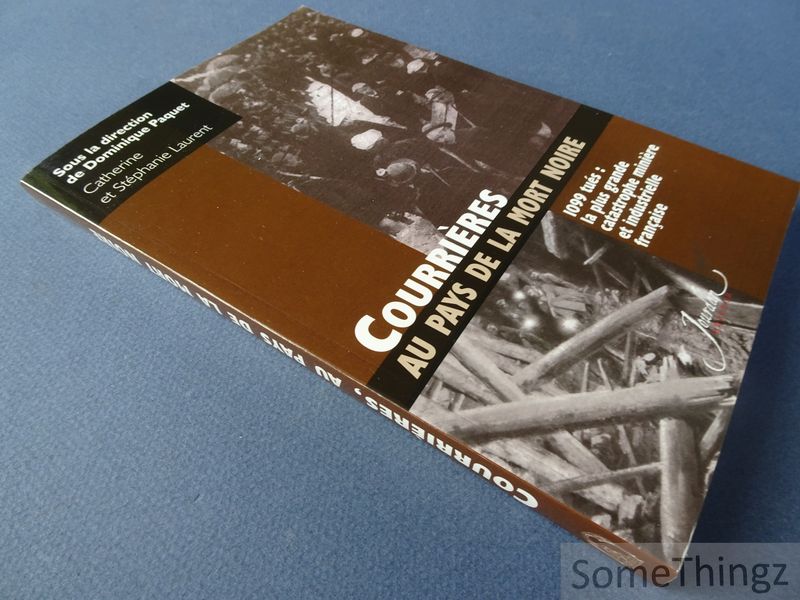 Sous la direction
de Dominique Paquet
Catherine
et Stéphanie Laurent
COURRIÈRES
AU PAYS DE LA MORT NOIRE
1099 tués :
la plus grande
catastrophe minière
et industrielle
française
Jourdan
COURRIÈRES, AU PAYS DE LA MORT NOIRE
SomeThingz